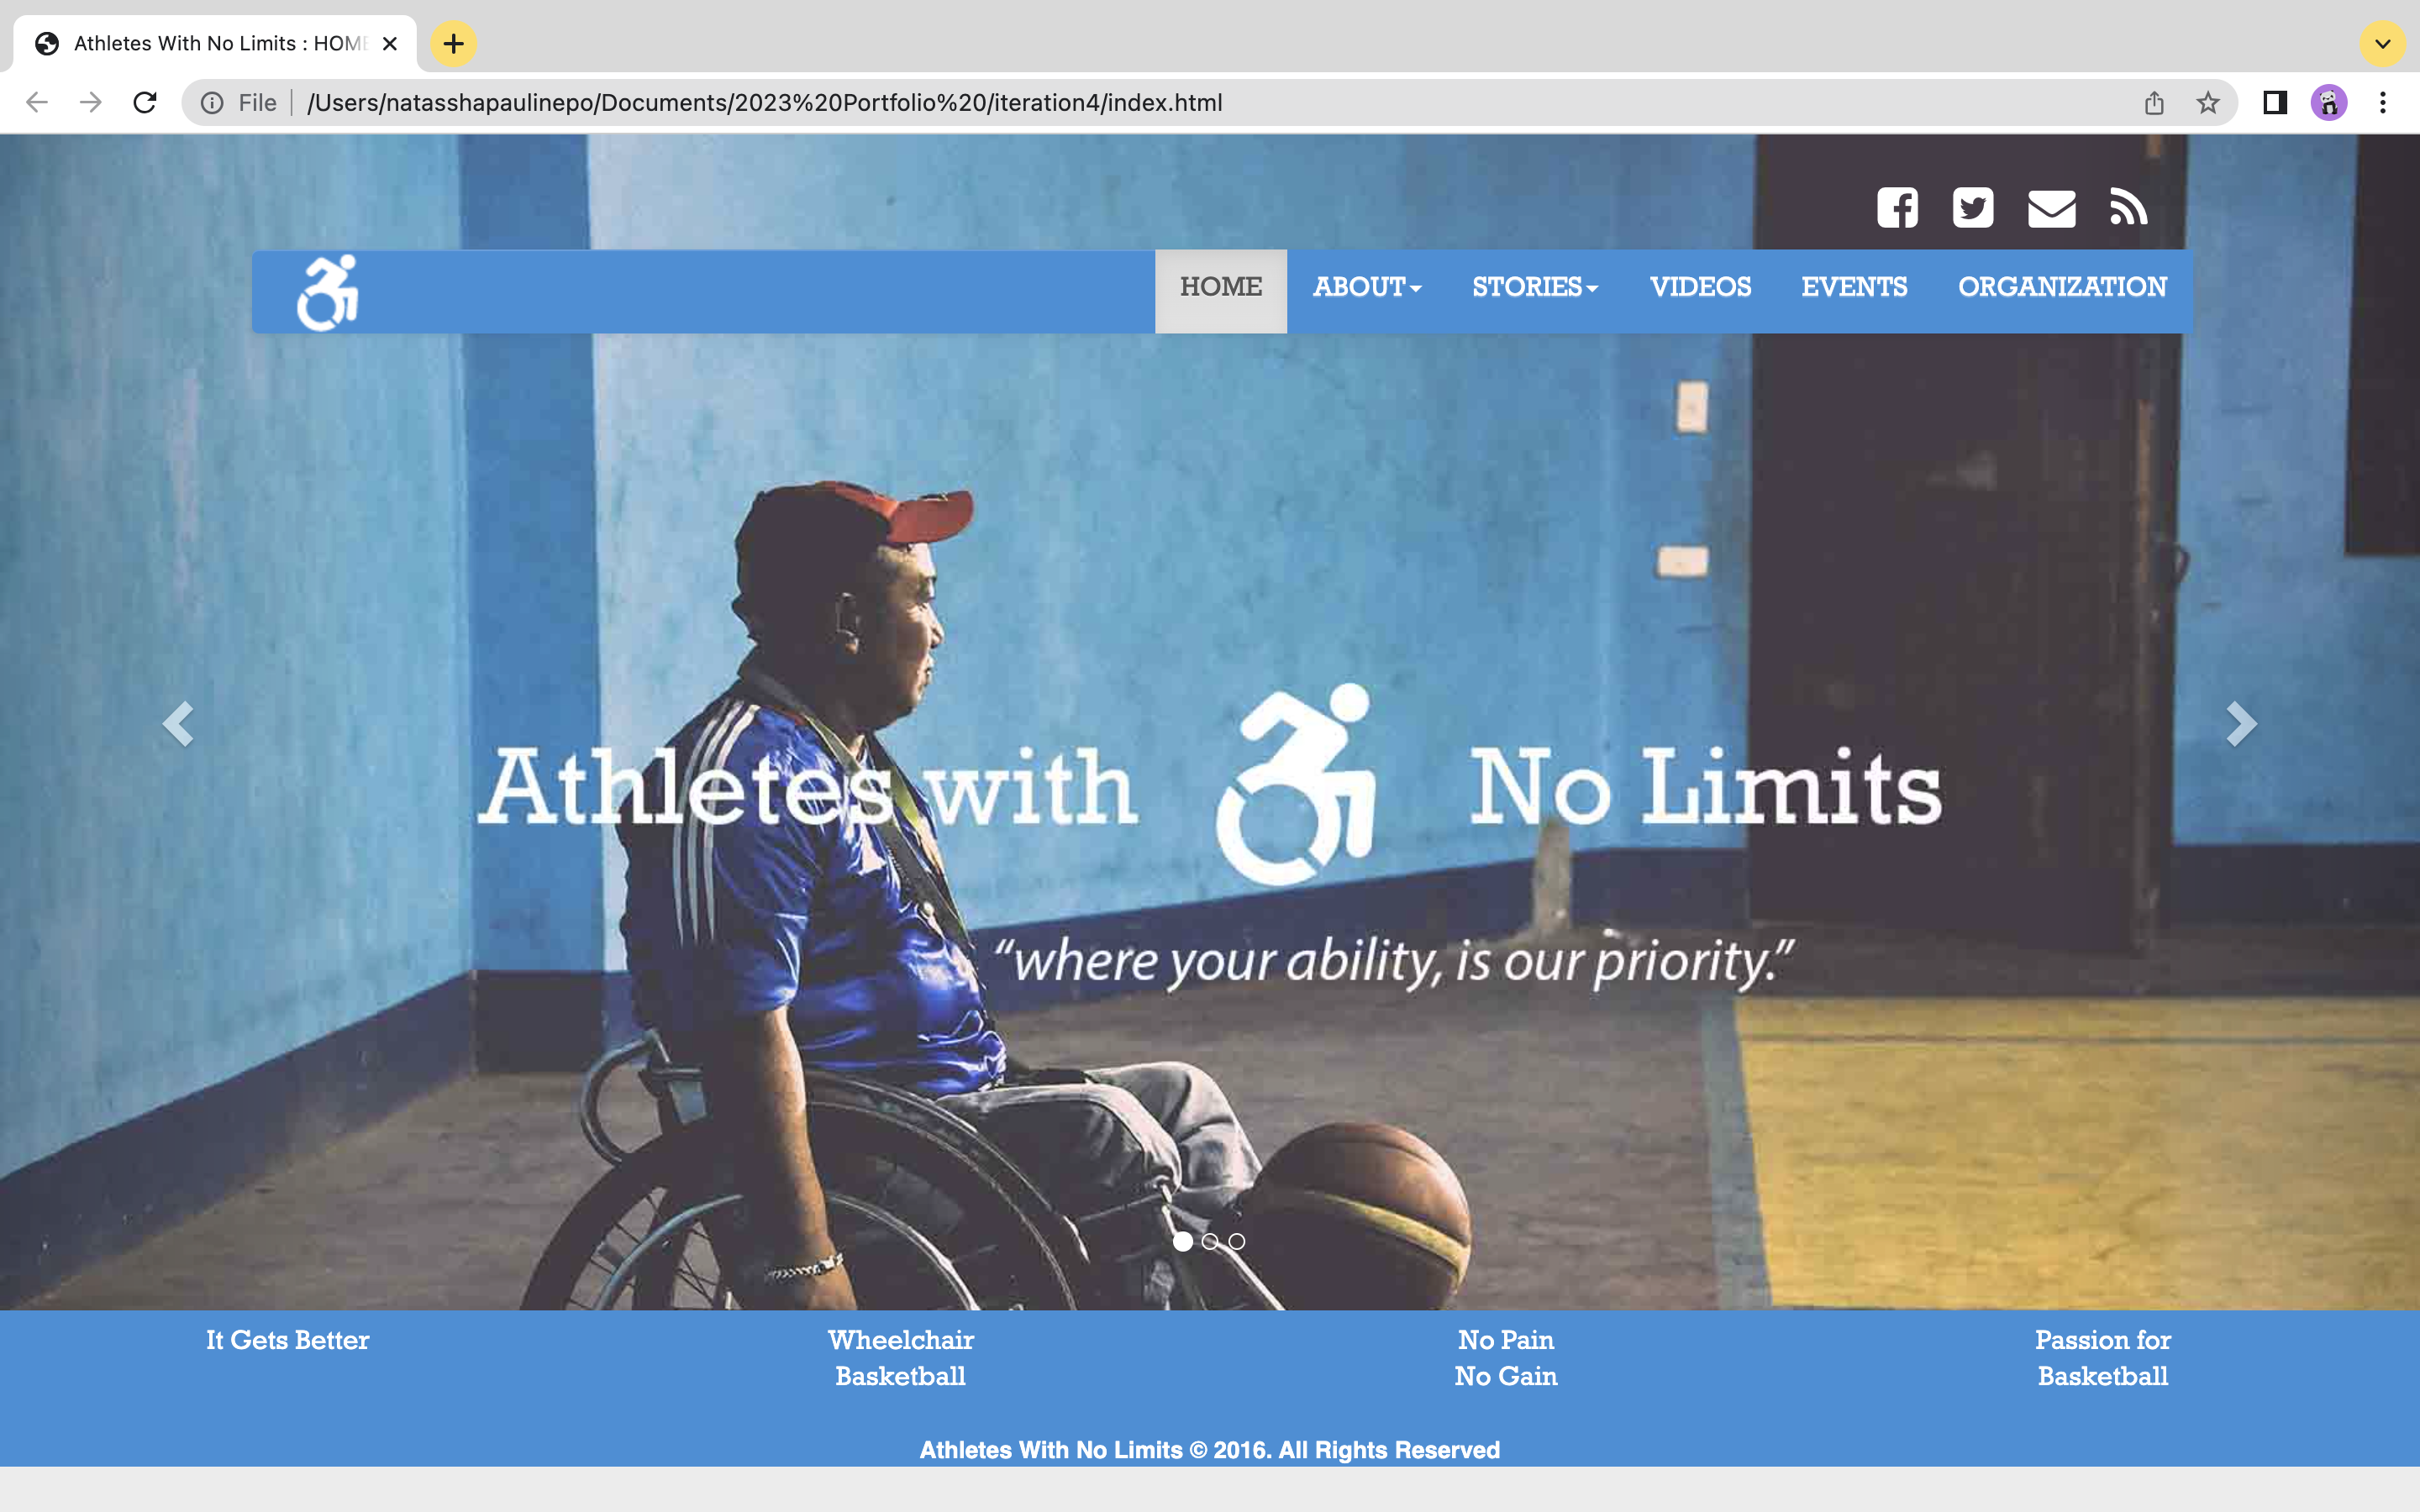 Athletes With No Limits : HOME
File
/Users/natasshapaulinepo/Documents/2023%20Portfolio%20/iteration4/index.html
HOME ABOUT STORIES VIDEOS EVENTS ORGANIZATION
Athletes with No Limits
“where your ability, is our priority.”
It Gets Better
Wheelchair
Basketball
No Pain
No Gain
Passion for
Basketball
Athletes With No Limits © 2016. All Rights Reserved